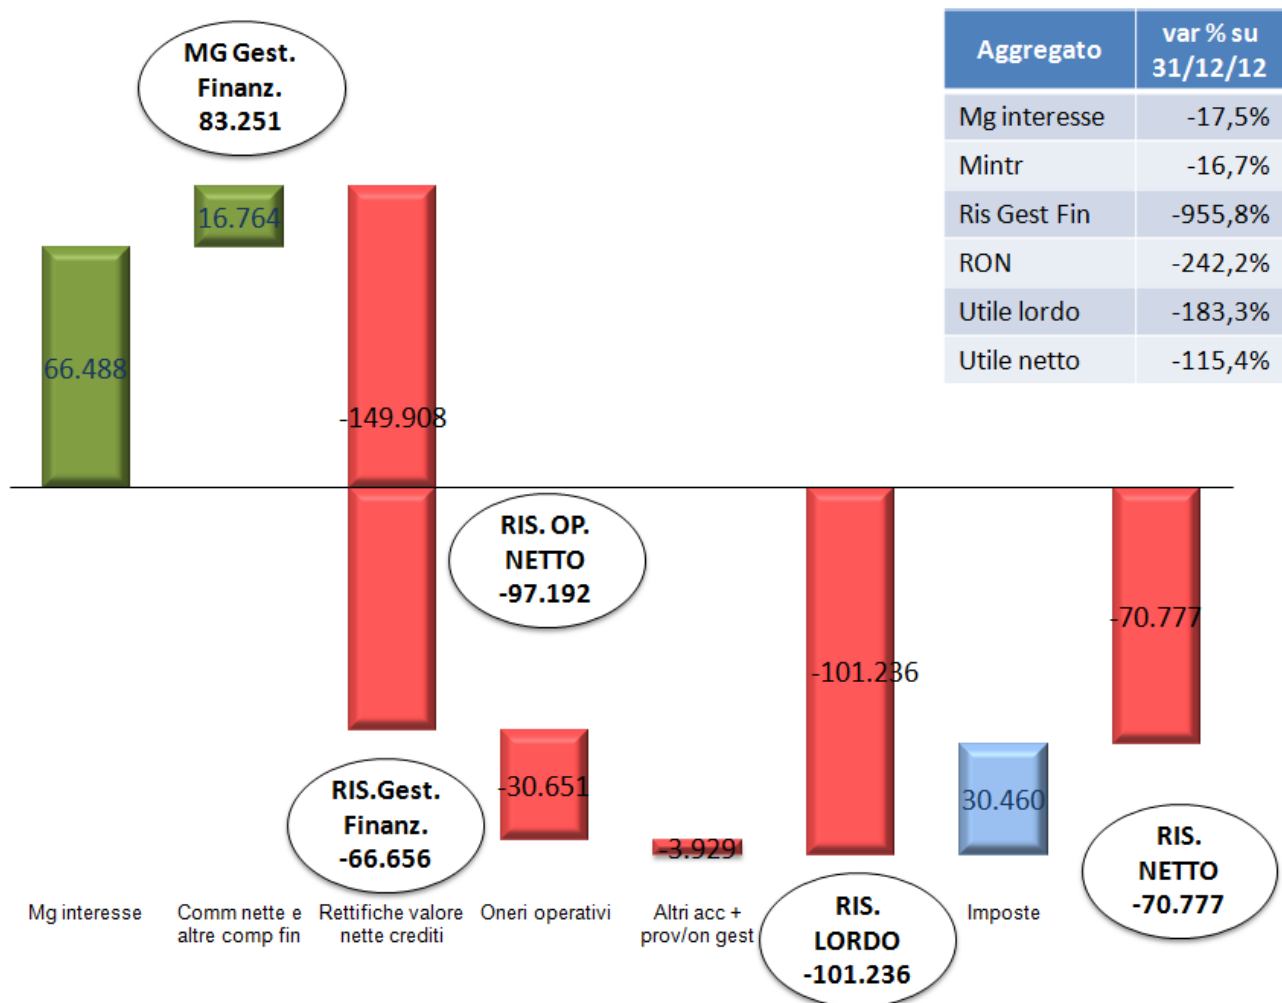 MG Gest.
Finanz.
83.251
Aggregato
var % su
31/12/12
Mg interesse -17,5%
Mintr -16,7%
Ris Gest Fin -955,8%
RON -242,2%
Utile lordo -183,3%
Utile netto -115,4%
16.764
66.488
-149.908
RIS. OP.
NETTO
-97.192
-101.236
-70.777
RIS.Gest.
Finanz.
-66.656
-30.651
-3.929
30.460
RIS.
NETTO
-70.777
RIS.
LORDO
-101.236
Mg interesse
Comm nette e
altre comp fin
Rettifiche valore
nette crediti
Oneri operativi
Altri acc +
prov/on gest
Imposte